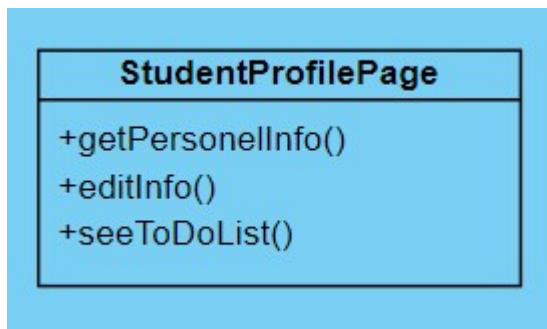 StudentProfilePage
+getPersonelInfo()
+editInfo()
+seeToDoList()